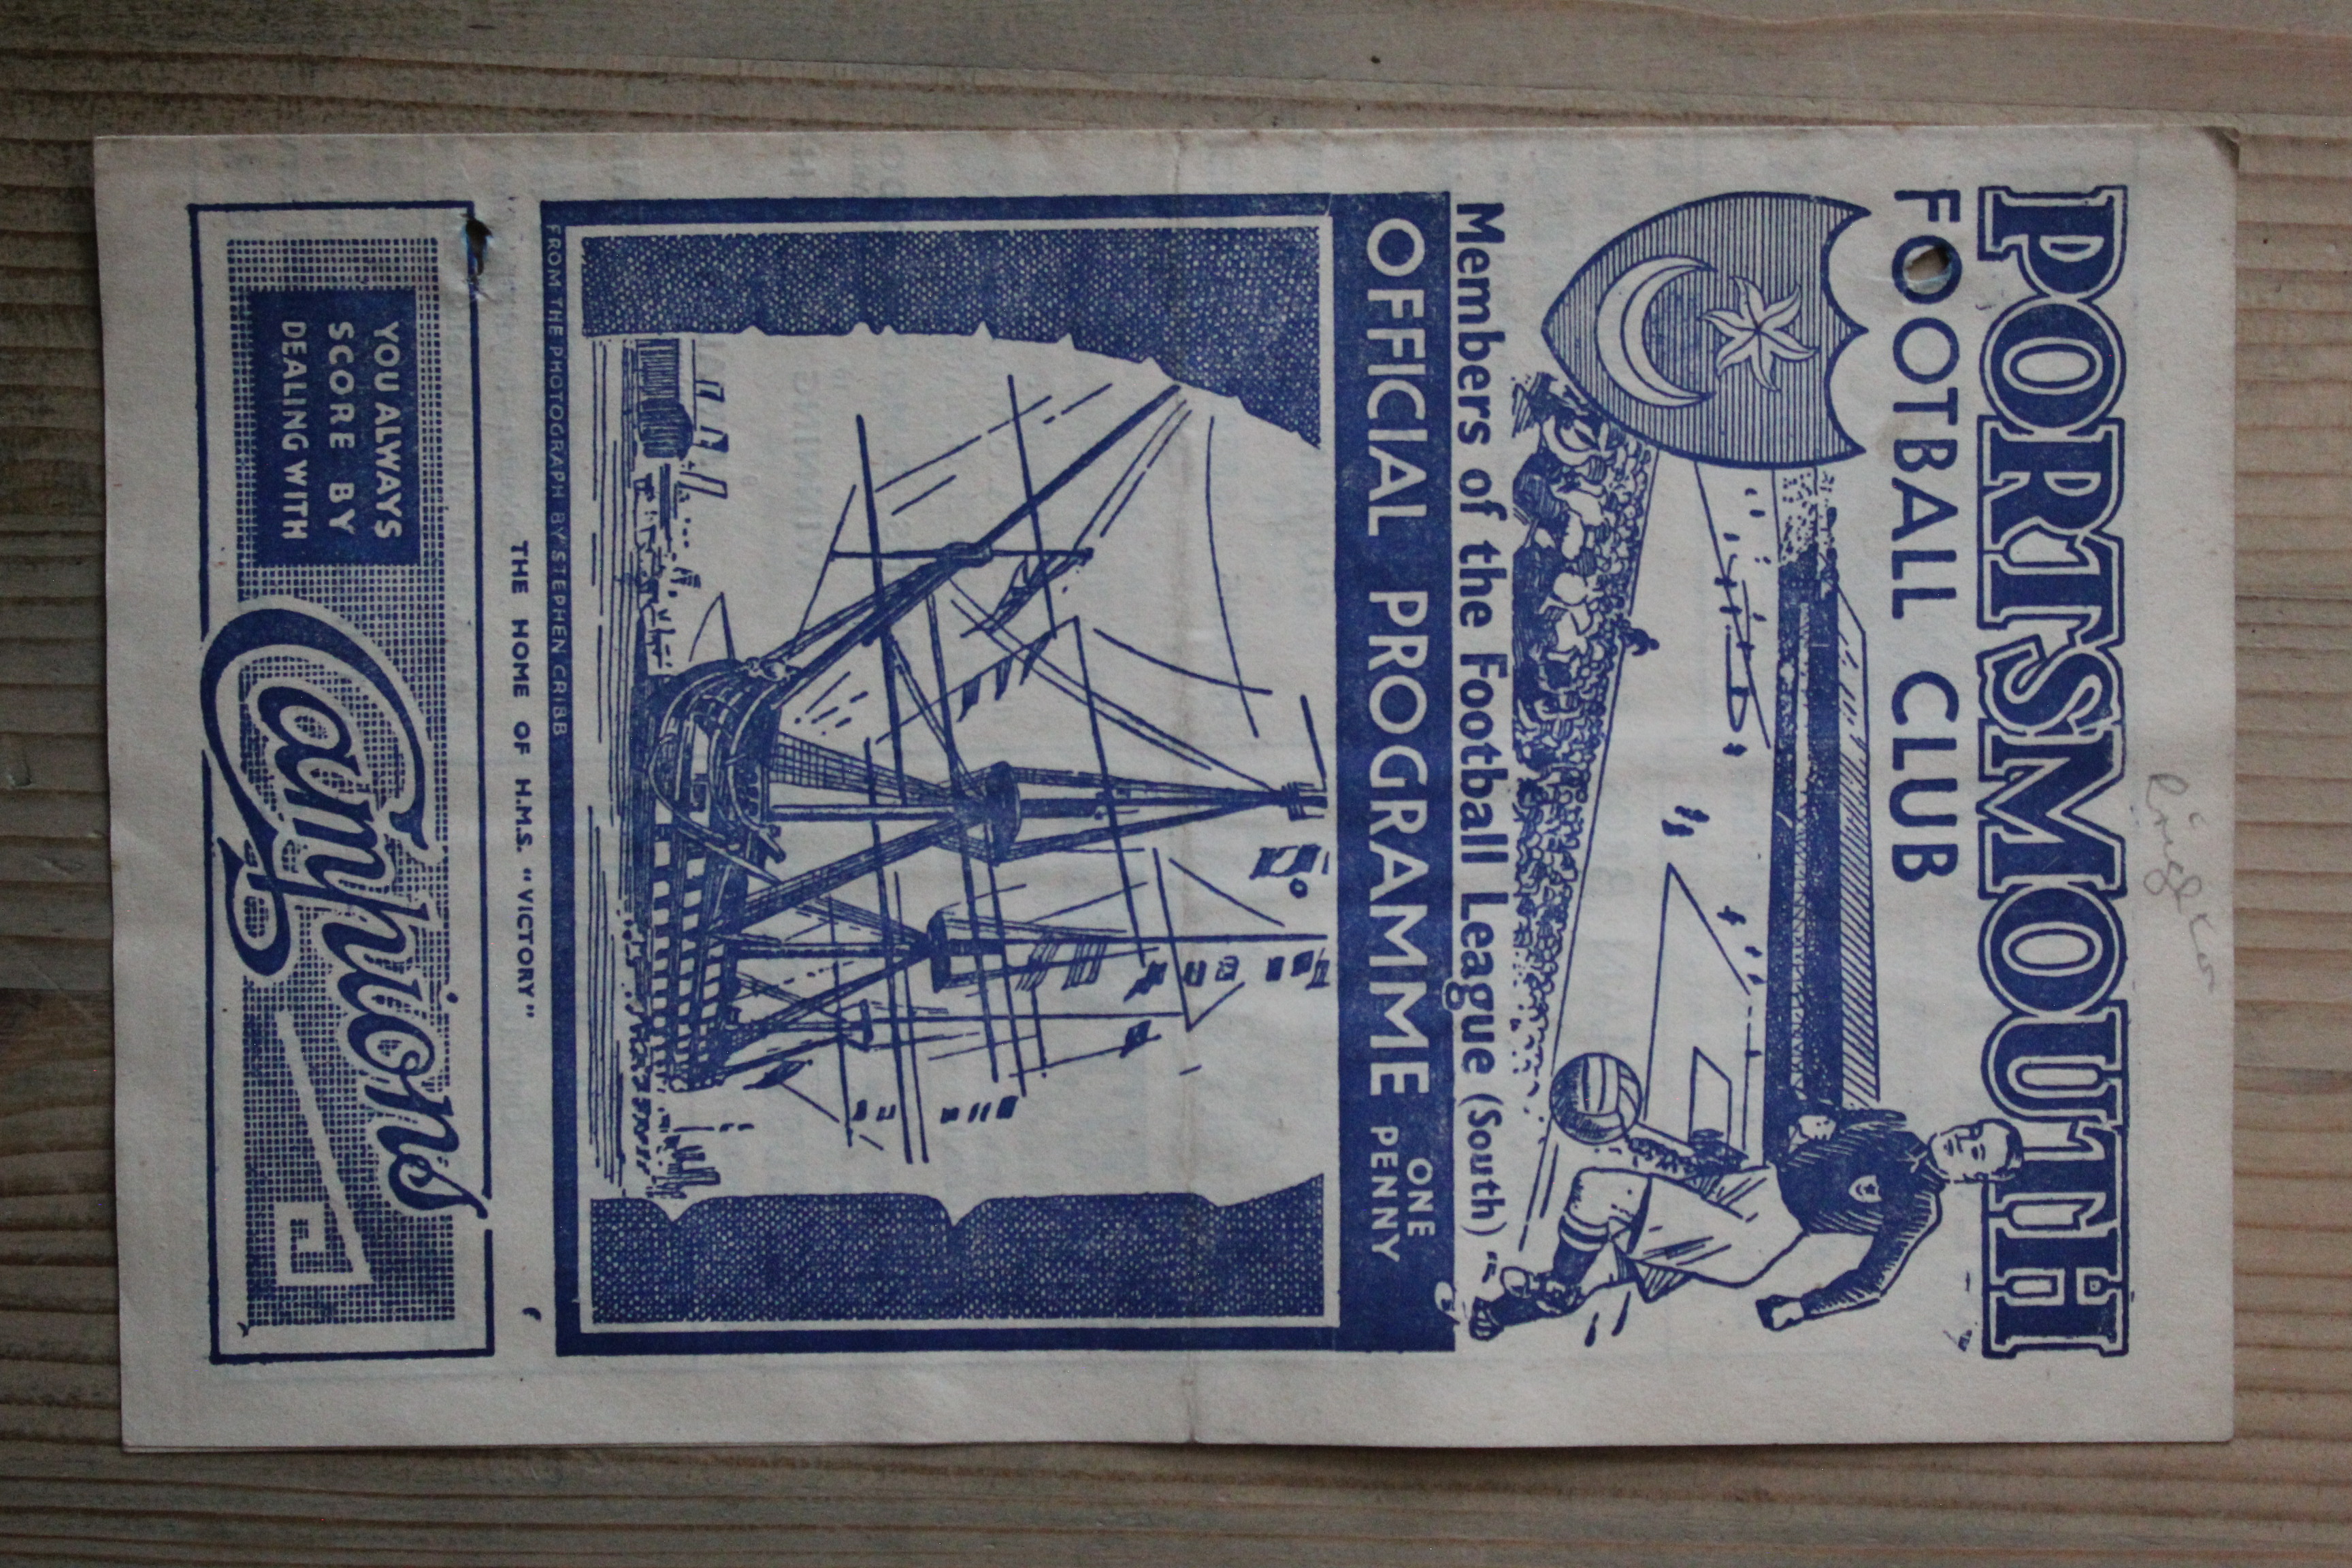 Brighton
PORTSMOUTH
FOOTBALL CLUB
Members of the Football League (South)
OFFICIAL PROGRAMME ONE PENNY
FROM THE PHOTOGRAPH BY STEPHEN CRIBB
THE HOME OF H.M.S. "VICTORY"
YOU ALWAYS
SCORE BY
DEALING WITH
Campions